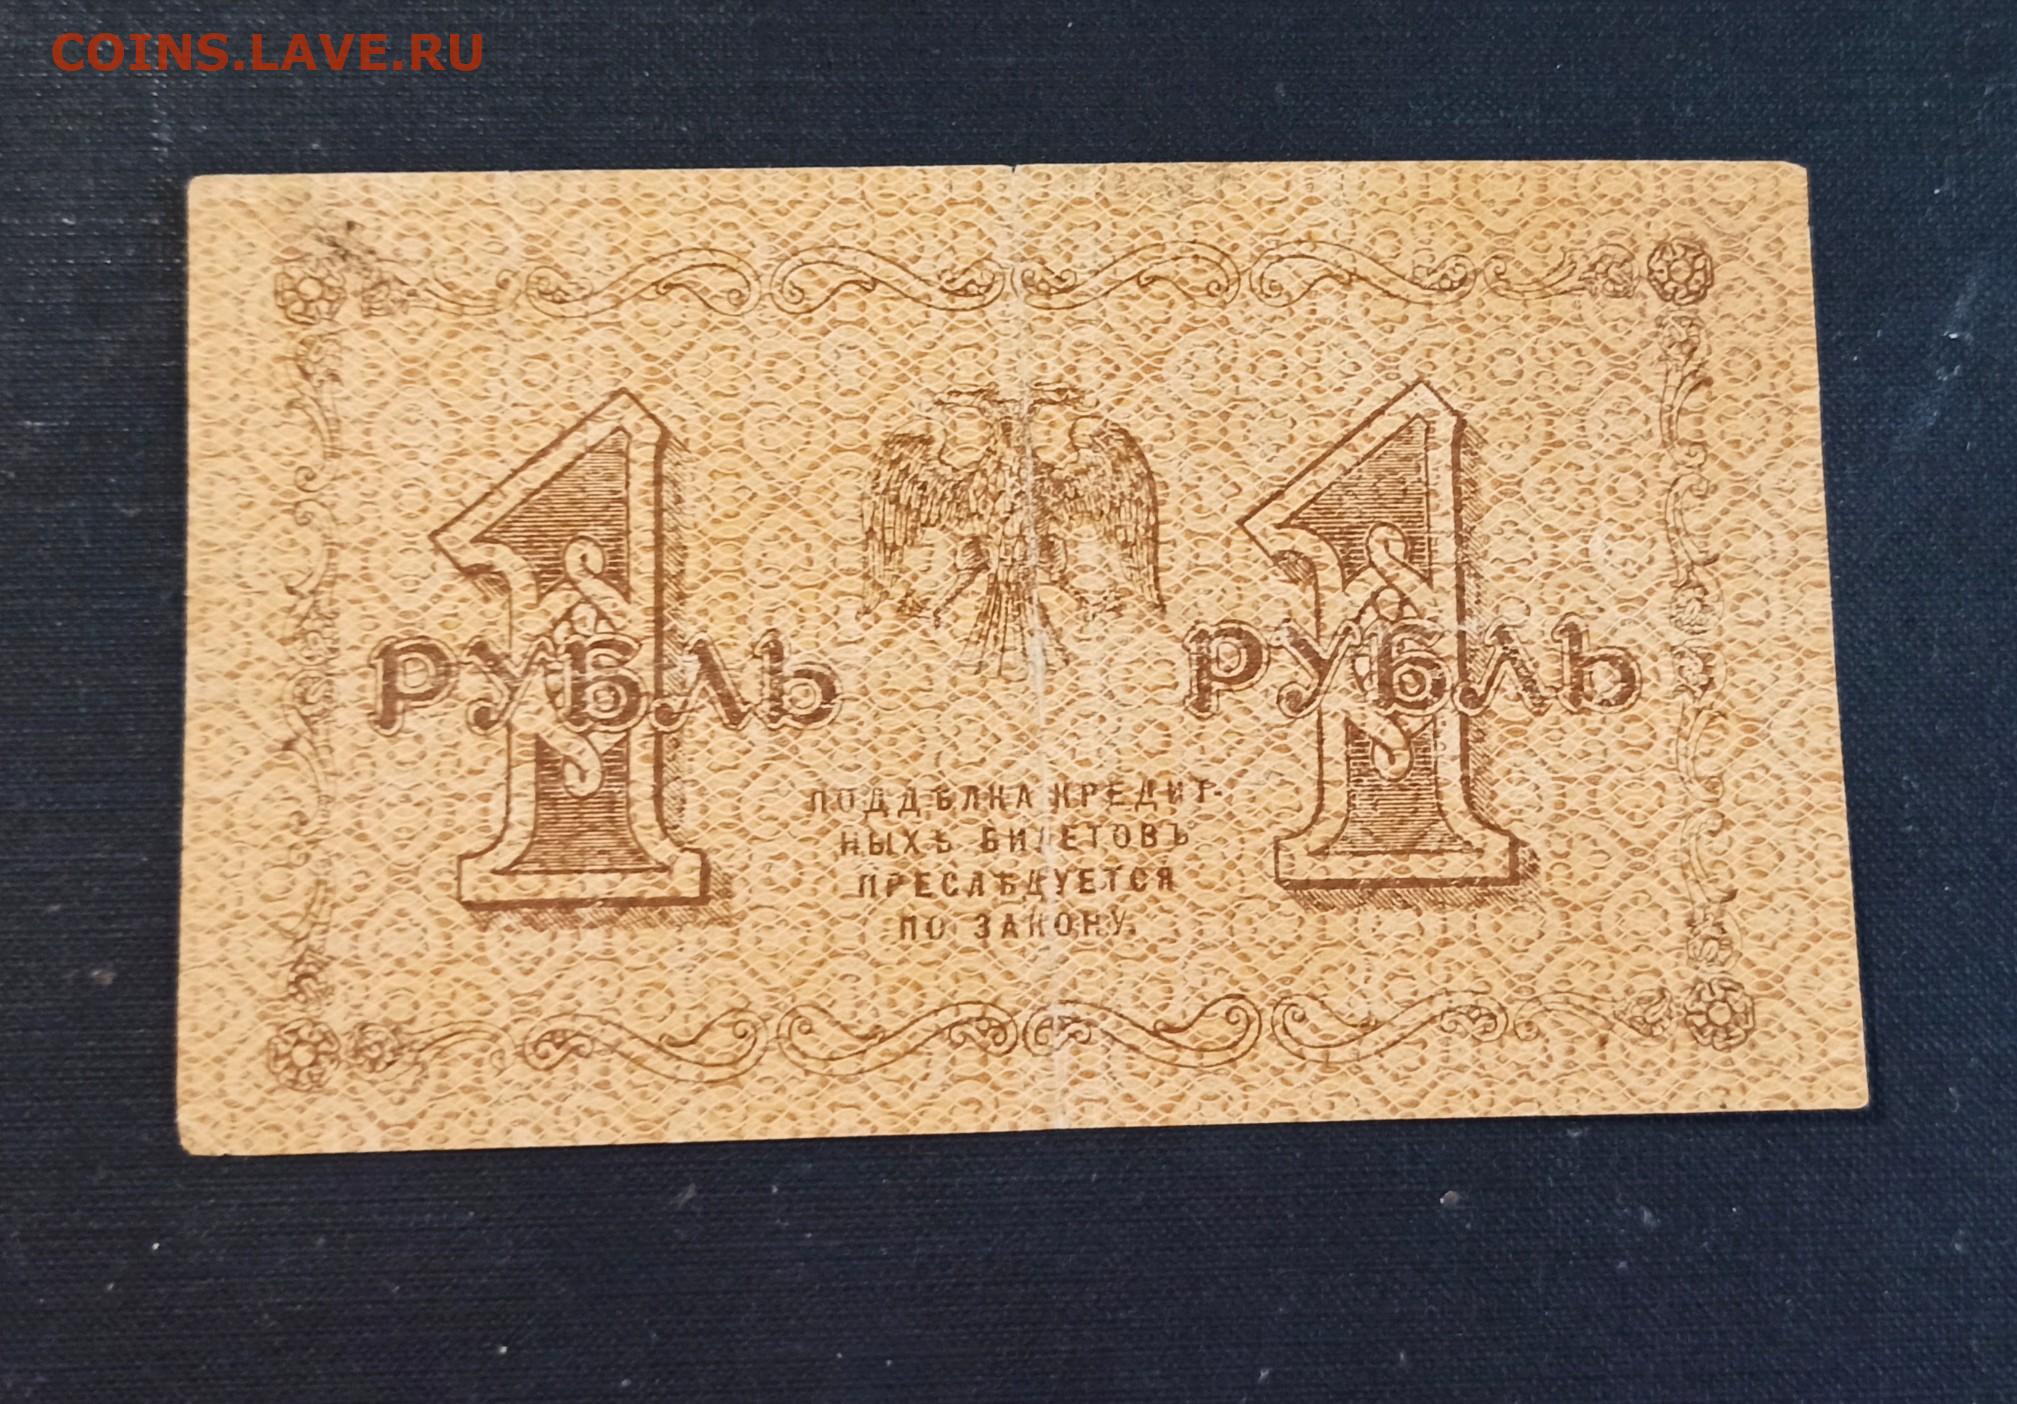 COINS.LAVE.RU
1 1
РУБЛЬ РУБЛЬ
ПОДДѢЛКА КРЕДИТ-
НЫХЪ БИЛЕТОВЪ
ПРЕСЛѢДУЕТСЯ
ПО ЗАКОНУ.